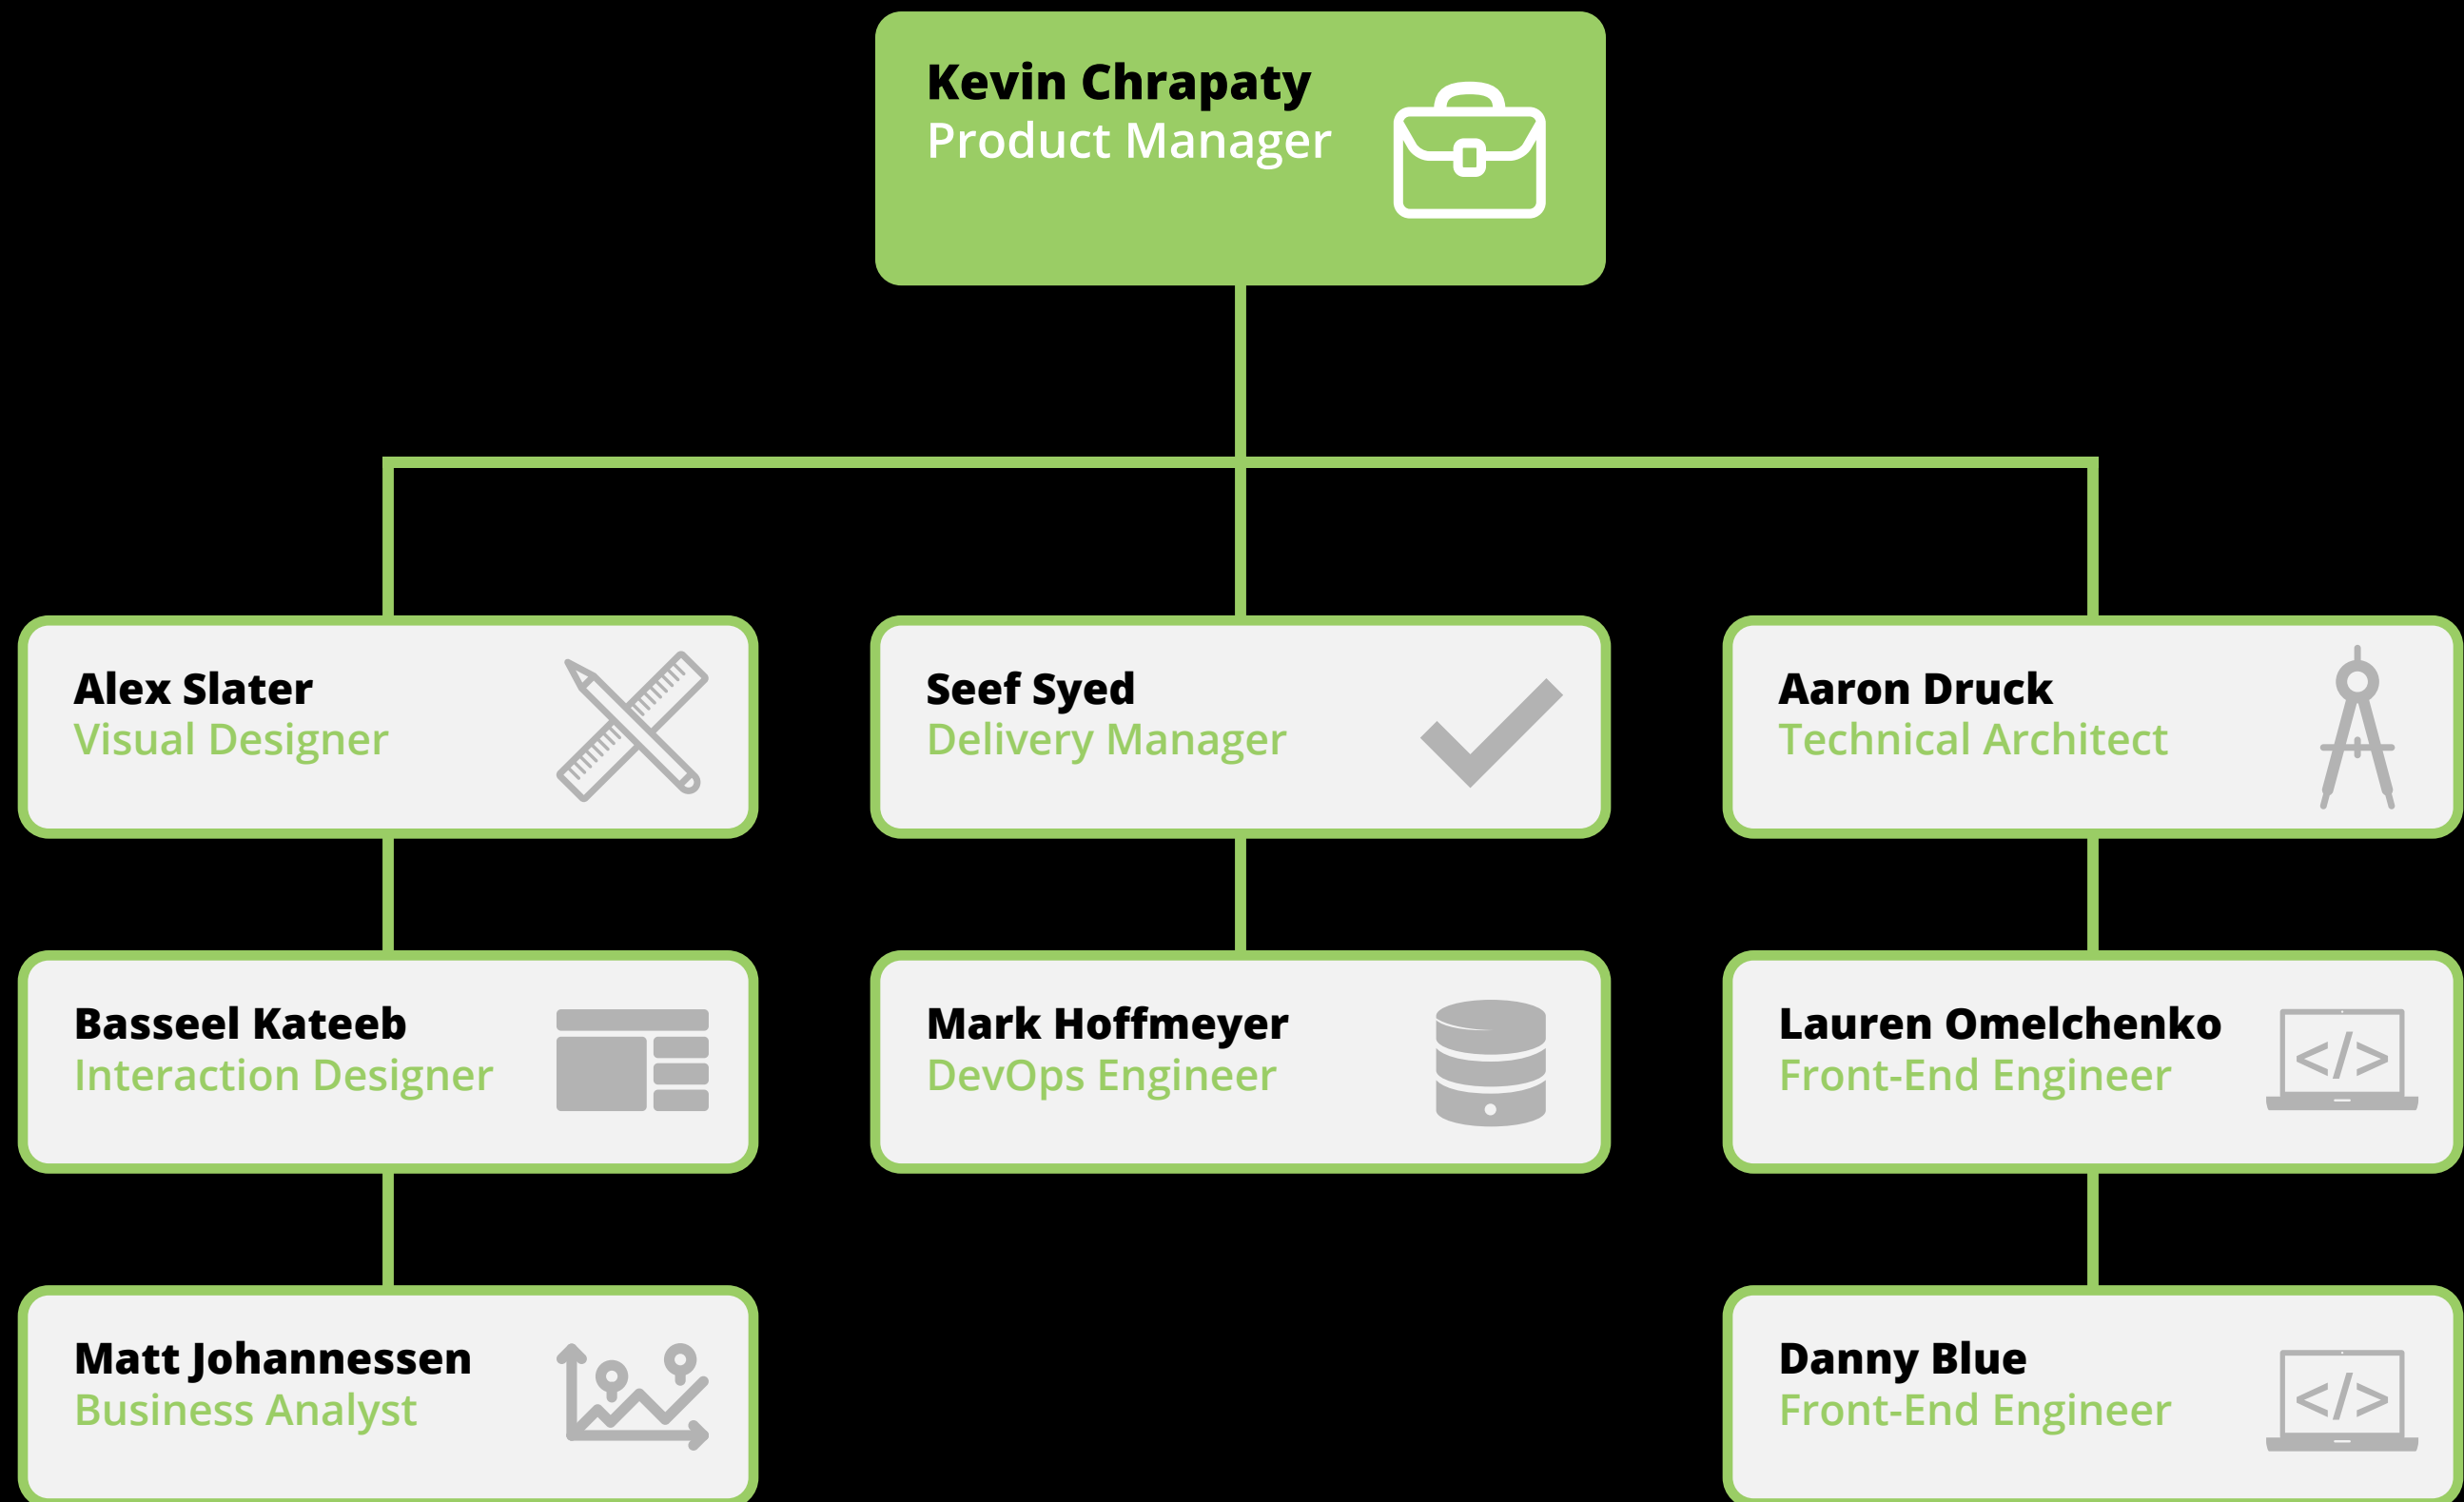 Kevin Chrapaty
Product Manager
Alex Slater
Visual Designer
Seef Syed
Delivery Manager
Aaron Druck
Technical Architect
Basseel Kateeb
Interaction Designer
Mark Hoffmeyer
DevOps Engineer
Lauren Omelchenko
Front-End Engineer
</>
Matt Johannessen
Business Analyst
Danny Blue
Front-End Engineer
</>